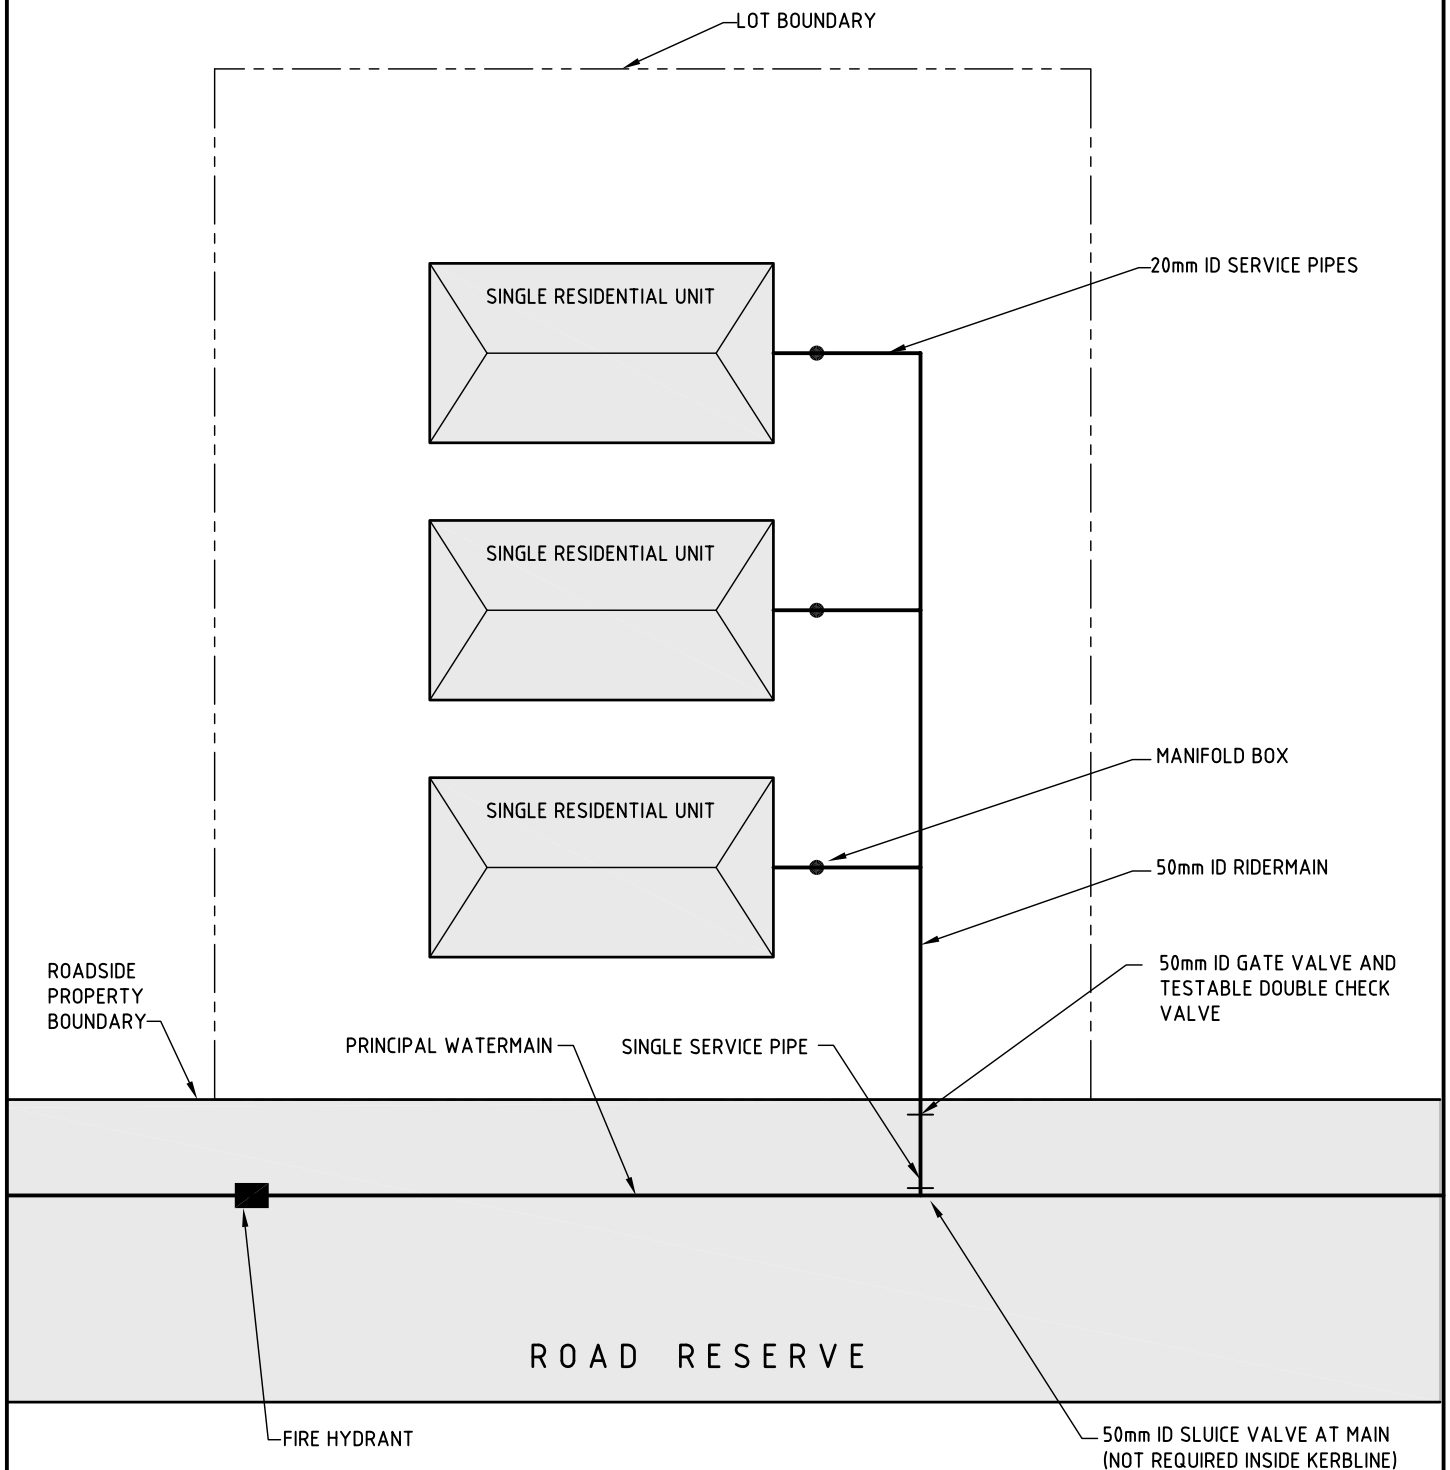 LOT BOUNDARY
20mm ID SERVICE PIPES
SINGLE RESIDENTIAL UNIT
SINGLE RESIDENTIAL UNIT
MANIFOLD BOX
SINGLE RESIDENTIAL UNIT
50mm ID RIDERMAIN
50mm ID GATE VALVE AND
TESTABLE DOUBLE CHECK
VALVE
ROADSIDE
PROPERTY
BOUNDARY
PRINCIPAL WATERMAIN
SINGLE SERVICE PIPE
ROAD RESERVE
FIRE HYDRANT
50mm ID SLUICE VALVE AT MAIN
(NOT REQUIRED INSIDE KERBLINE)